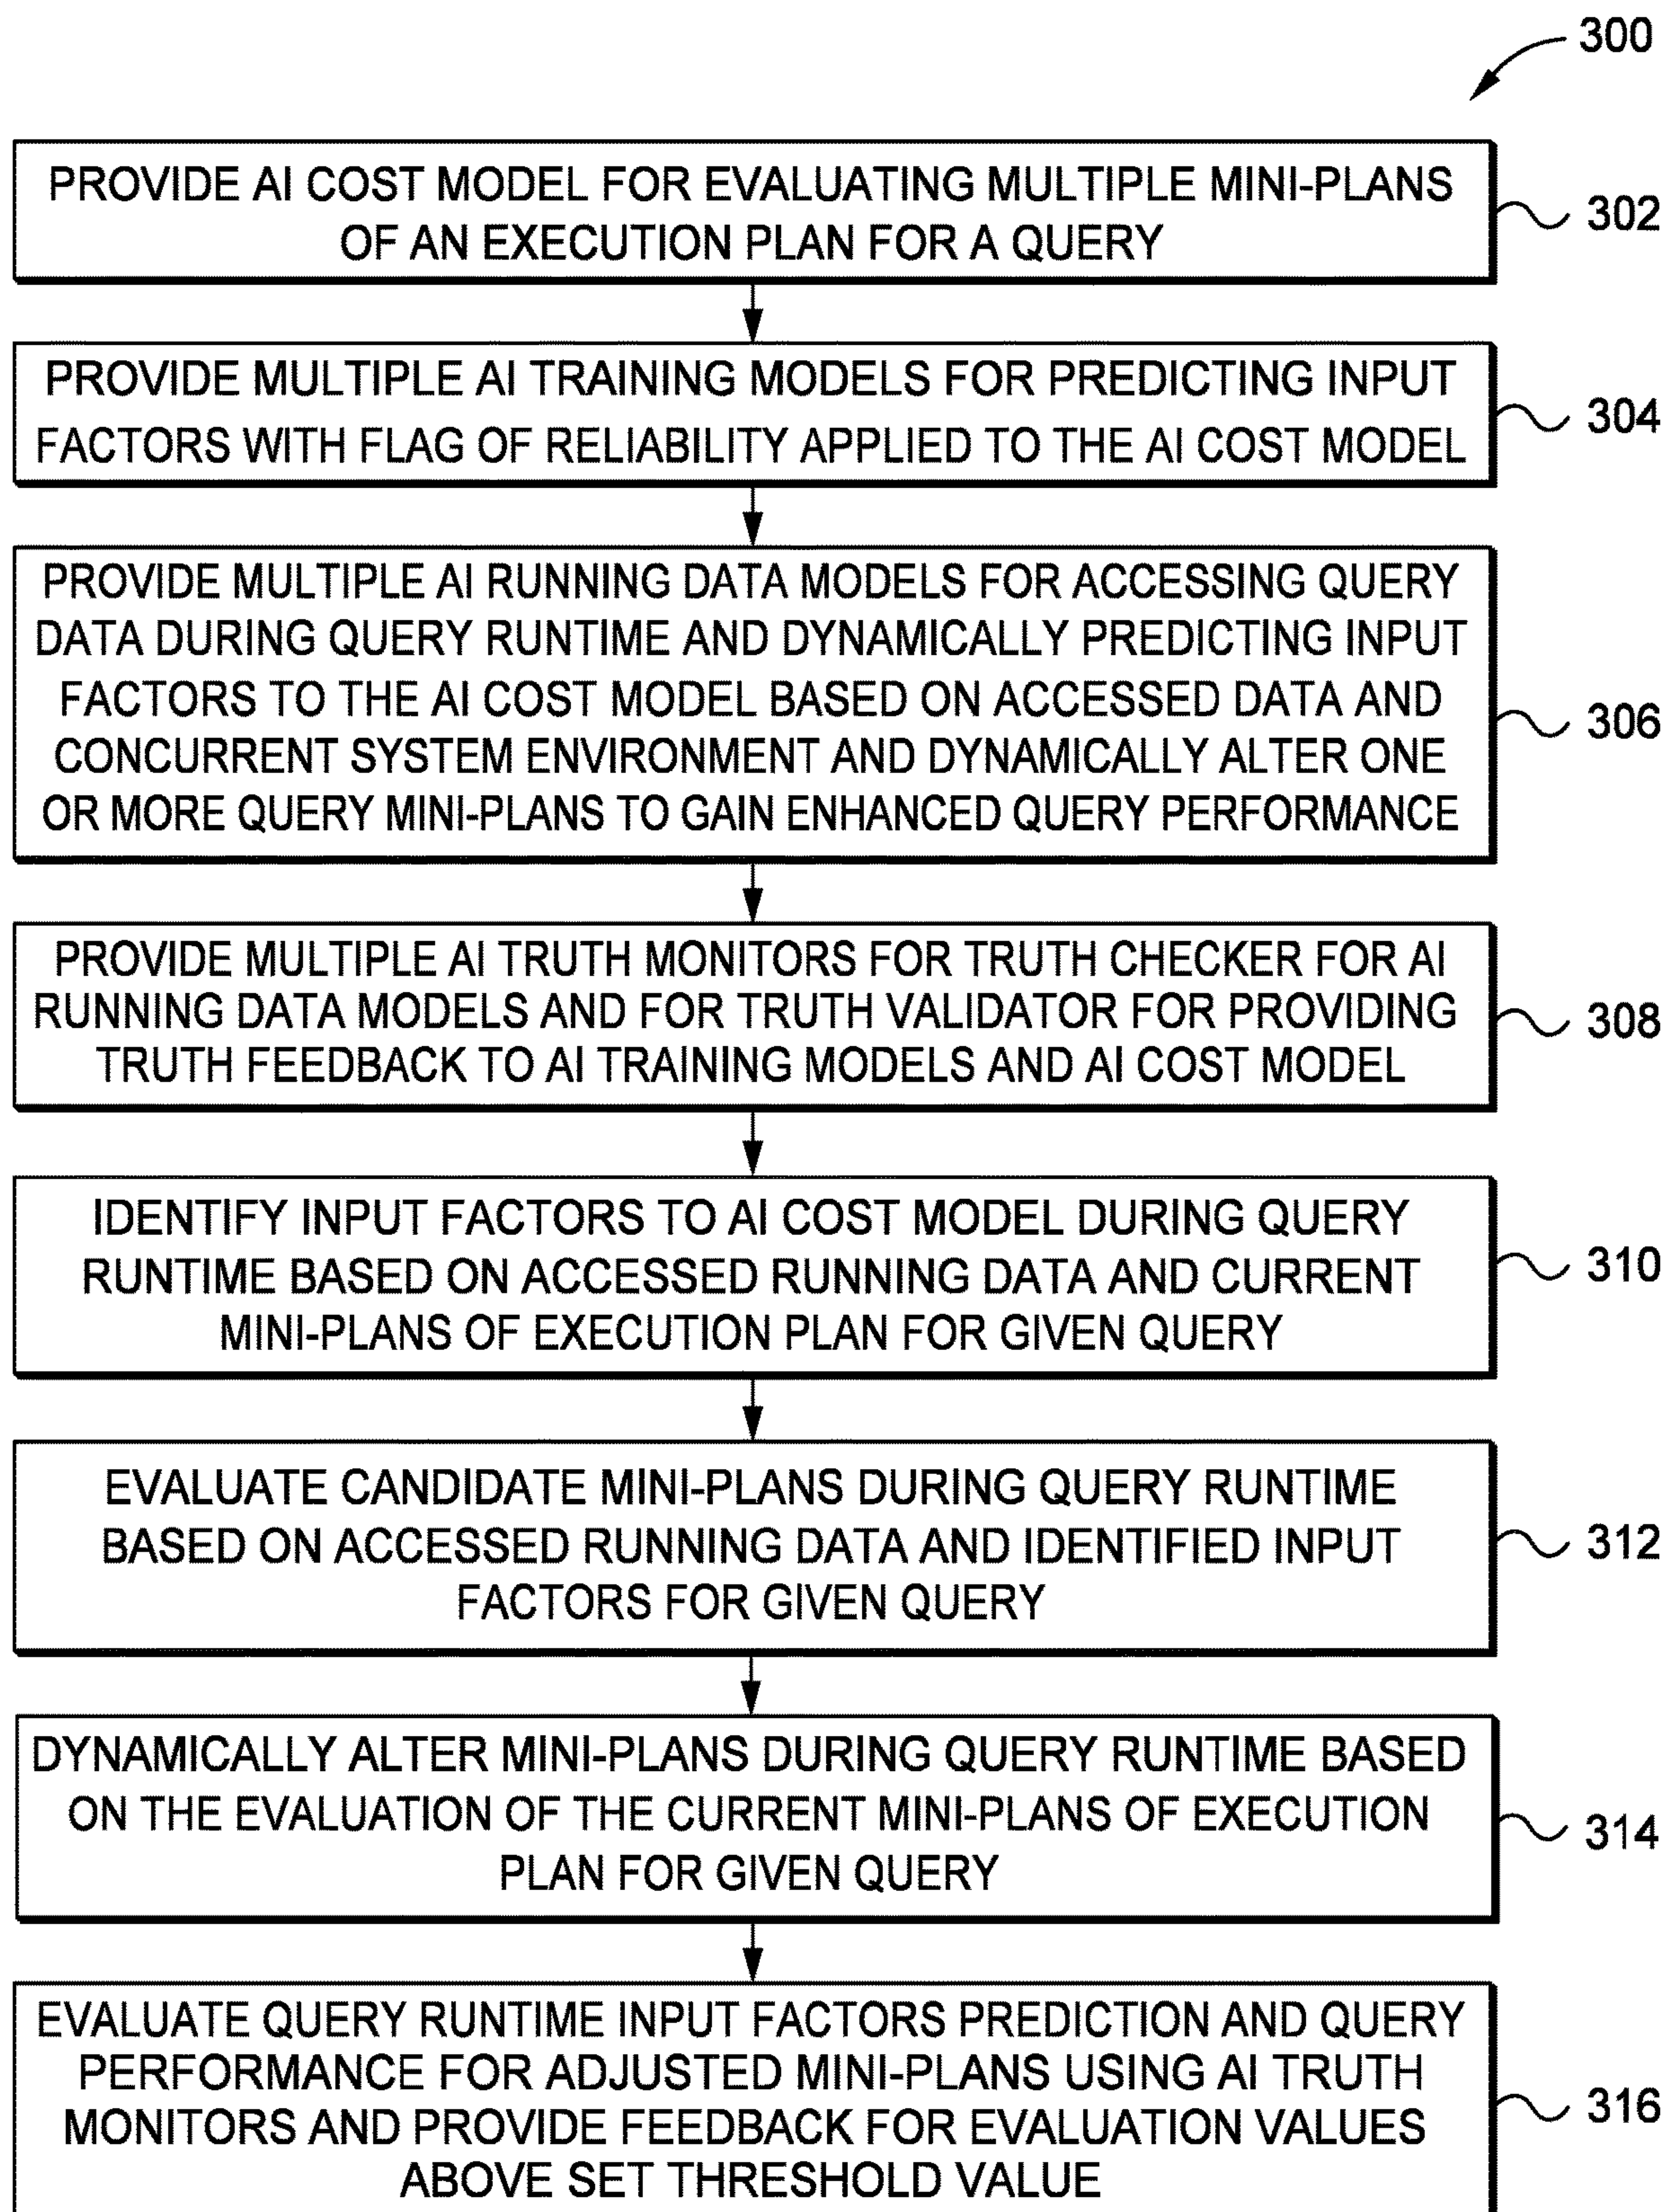 300
PROVIDE AI COST MODEL FOR EVALUATING MULTIPLE MINI-PLANS
OF AN EXECUTION PLAN FOR A QUERY
302
PROVIDE MULTIPLE AI TRAINING MODELS FOR PREDICTING INPUT
FACTORS WITH FLAG OF RELIABILITY APPLIED TO THE AI COST MODEL
304
PROVIDE MULTIPLE AI RUNNING DATA MODELS FOR ACCESSING QUERY
DATA DURING QUERY RUNTIME AND DYNAMICALLY PREDICTING INPUT
FACTORS TO THE AI COST MODEL BASED ON ACCESSED DATA AND
CONCURRENT SYSTEM ENVIRONMENT AND DYNAMICALLY ALTER ONE
OR MORE QUERY MINI-PLANS TO GAIN ENHANCED QUERY PERFORMANCE
306
PROVIDE MULTIPLE AI TRUTH MONITORS FOR TRUTH CHECKER FOR AI
RUNNING DATA MODELS AND FOR TRUTH VALIDATOR FOR PROVIDING
TRUTH FEEDBACK TO AI TRAINING MODELS AND AI COST MODEL
308
IDENTIFY INPUT FACTORS TO AI COST MODEL DURING QUERY
RUNTIME BASED ON ACCESSED RUNNING DATA AND CURRENT
MINI-PLANS OF EXECUTION PLAN FOR GIVEN QUERY
310
EVALUATE CANDIDATE MINI-PLANS DURING QUERY RUNTIME
BASED ON ACCESSED RUNNING DATA AND IDENTIFIED INPUT
FACTORS FOR GIVEN QUERY
312
DYNAMICALLY ALTER MINI-PLANS DURING QUERY RUNTIME BASED
ON THE EVALUATION OF THE CURRENT MINI-PLANS OF EXECUTION
PLAN FOR GIVEN QUERY
314
EVALUATE QUERY RUNTIME INPUT FACTORS PREDICTION AND QUERY
PERFORMANCE FOR ADJUSTED MINI-PLANS USING AI TRUTH
MONITORS AND PROVIDE FEEDBACK FOR EVALUATION VALUES
ABOVE SET THRESHOLD VALUE
316